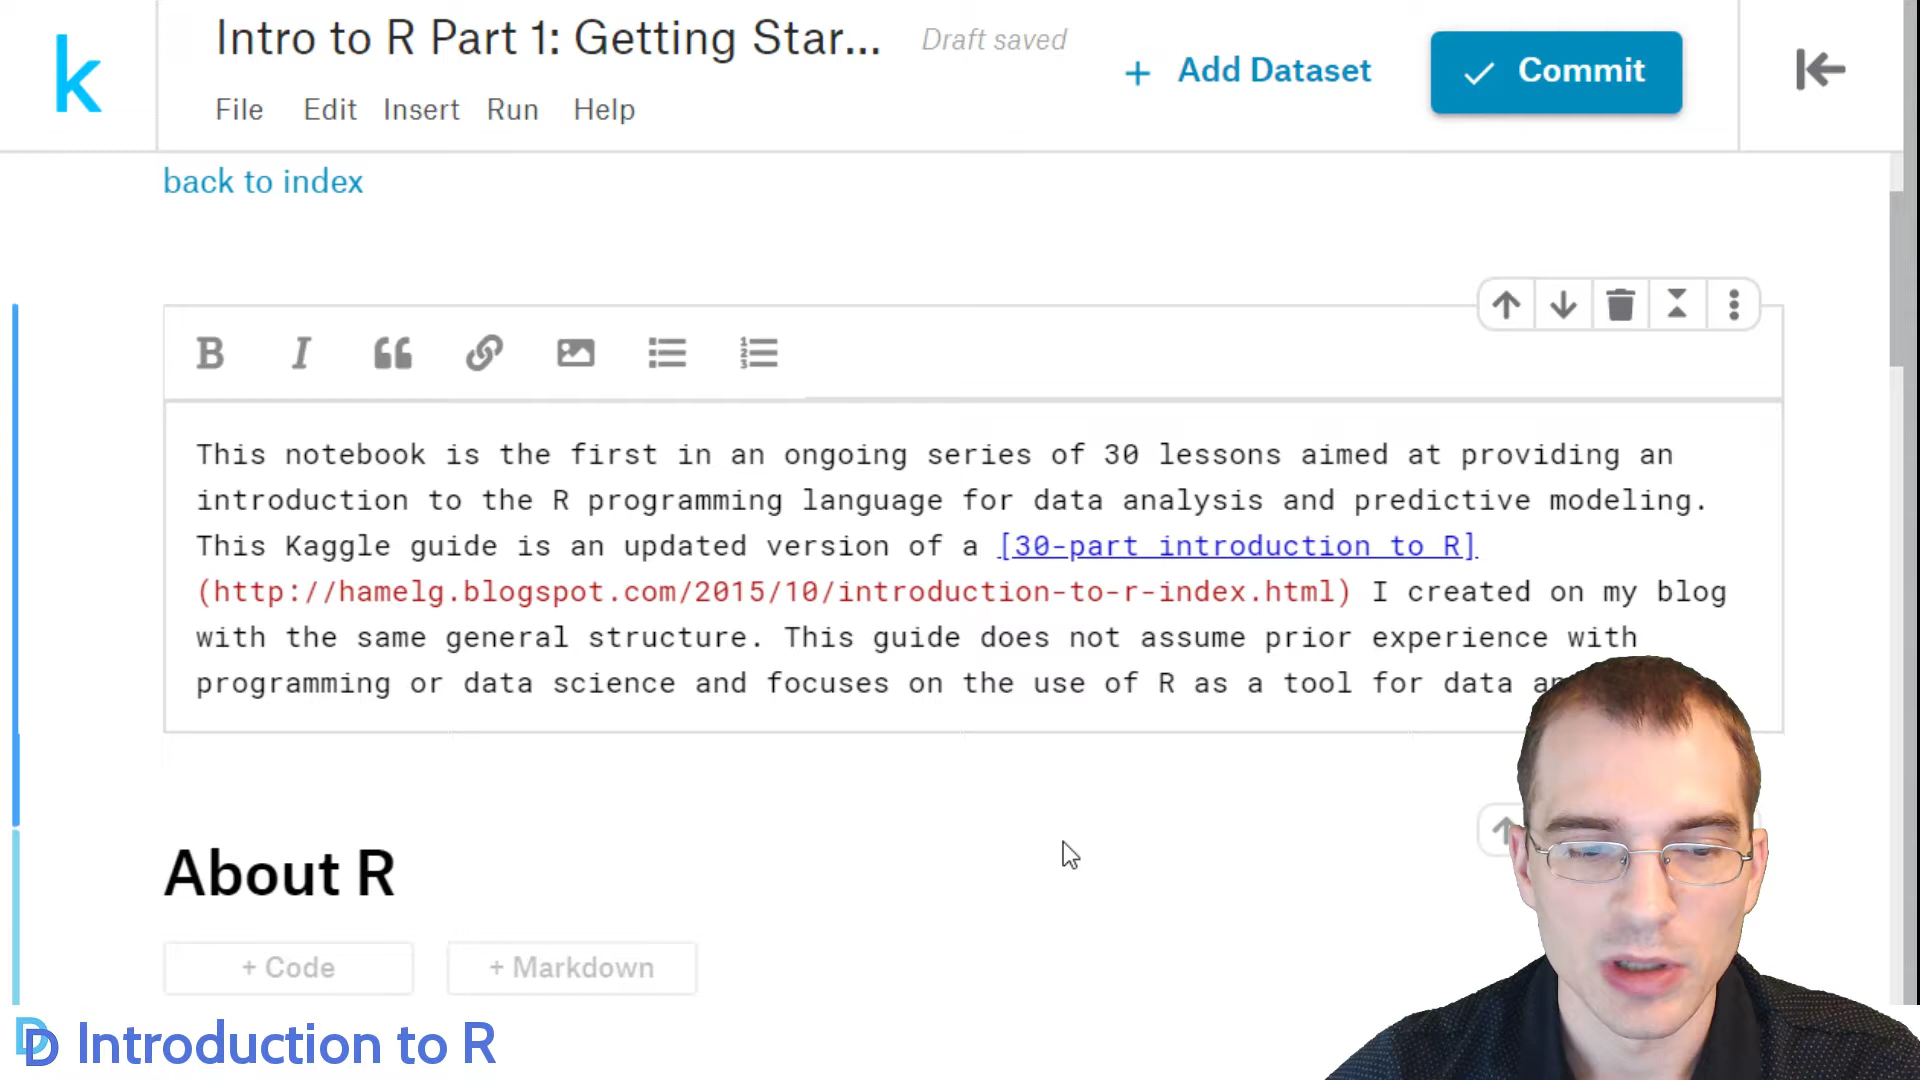 k
Intro to R Part 1: Getting Star...
Draft saved
+ Add Dataset
Commit
File Edit Insert Run Help
back to index
B I
This notebook is the first in an ongoing series of 30 lessons aimed at providing an
introduction to the R programming language for data analysis and predictive modeling.
This Kaggle guide is an updated version of a [30-part introduction to R]
(http://hamelg.blogspot.com/2015/10/introduction-to-r-index.html) I created on my blog
with the same general structure. This guide does not assume prior experience with
programming or data science and focuses on the use of R as a tool for data
About R
+ Code
+ Markdown
D Introduction to R